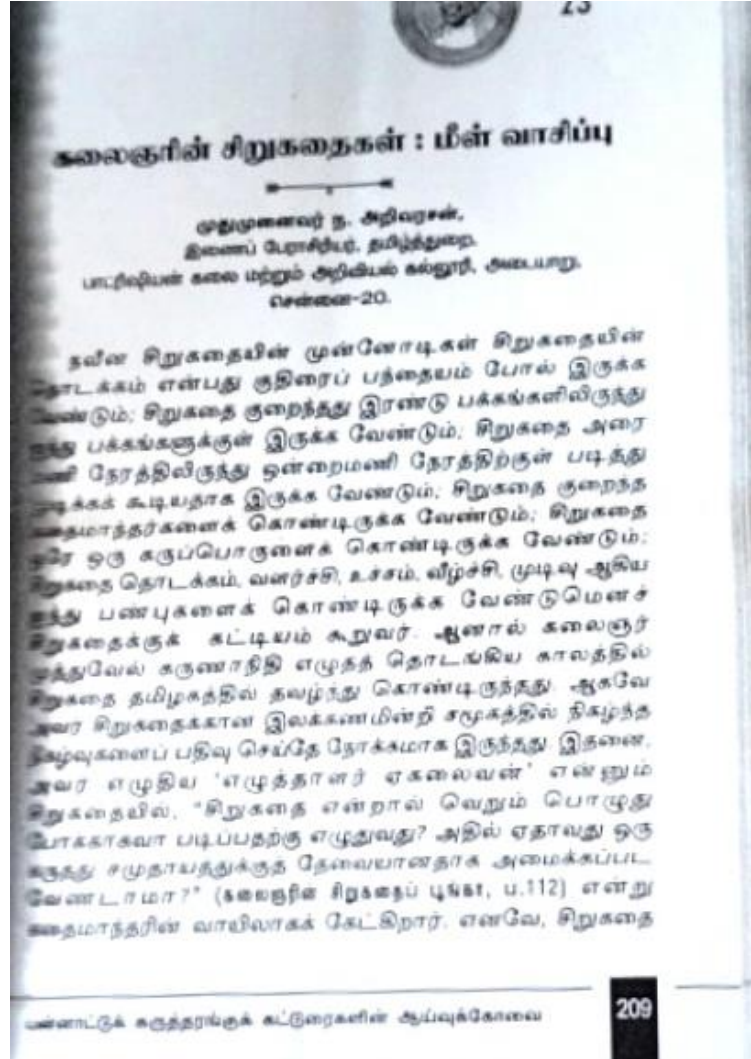 23
கலைஞரின் சிறுகதைகள் : மீள் வாசிப்பு
முதுமுனைவர் ந. அறிவரசன்,
இணைப் பேராசிரியர், தமிழ்த்துறை,
பாட்ரிஷியன் கலை மற்றும் அறிவியல் கல்லூரி, அடையாறு,
சென்னை-20.
நவீன சிறுகதையின் முன்னோடிகள் சிறுகதையின்
தொடக்கம் என்பது குதிரைப் பந்தையம் போல் இருக்க
வேண்டும்; சிறுகதை குறைந்தது இரண்டு பக்கங்களிலிருந்து
ஐந்து பக்கங்களுக்குள் இருக்க வேண்டும்; சிறுகதை அரை
மணி நேரத்திலிருந்து ஒன்றைமணி நேரத்திற்குள் படித்து
முடிக்கக் கூடியதாக இருக்க வேண்டும்; சிறுகதை குறைந்த
கதைமாந்தர்களைக் கொண்டிருக்க வேண்டும்; சிறுகதை
ஒரே ஒரு கருப்பொருளைக் கொண்டிருக்க வேண்டும்;
சிறுகதை தொடக்கம், வளர்ச்சி, உச்சம், வீழ்ச்சி, முடிவு ஆகிய
ஐந்து பண்புகளைக் கொண்டிருக்க வேண்டுமெனச்
சிறுகதைக்குக் கட்டியம் கூறுவர். ஆனால் கலைஞர்
முத்துவேல் கருணாநிதி எழுதத் தொடங்கிய காலத்தில்
சிறுகதை தமிழகத்தில் தவழ்ந்து கொண்டிருந்தது. ஆகவே
அவர் சிறுகதைக்கான இலக்கணமின்றி சமூகத்தில் நிகழ்ந்த
நிகழ்வுகளைப் பதிவு செய்தே நோக்கமாக இருந்தது. இதனை,
அவர் எழுதிய 'எழுத்தாளர் ஏகலைவன்' என்னும்
சிறுகதையில், "சிறுகதை என்றால் வெறும் பொழுது
போக்காகவா படிப்பதற்கு எழுதுவது? அதில் ஏதாவது ஒரு
கருத்து சமுதாயத்துக்குத் தேவையானதாக அமைக்கப்பட
வேண்டாமா?" (கலைஞரின் சிறுகதைப் பூங்கா, ப.112) என்று
கதைமாந்தரின் வாயிலாகக் கேட்கிறார். எனவே, சிறுகதை
பன்னாட்டுக் கருத்தரங்குக் கட்டுரைகளின் ஆய்வுக்கோவை
209